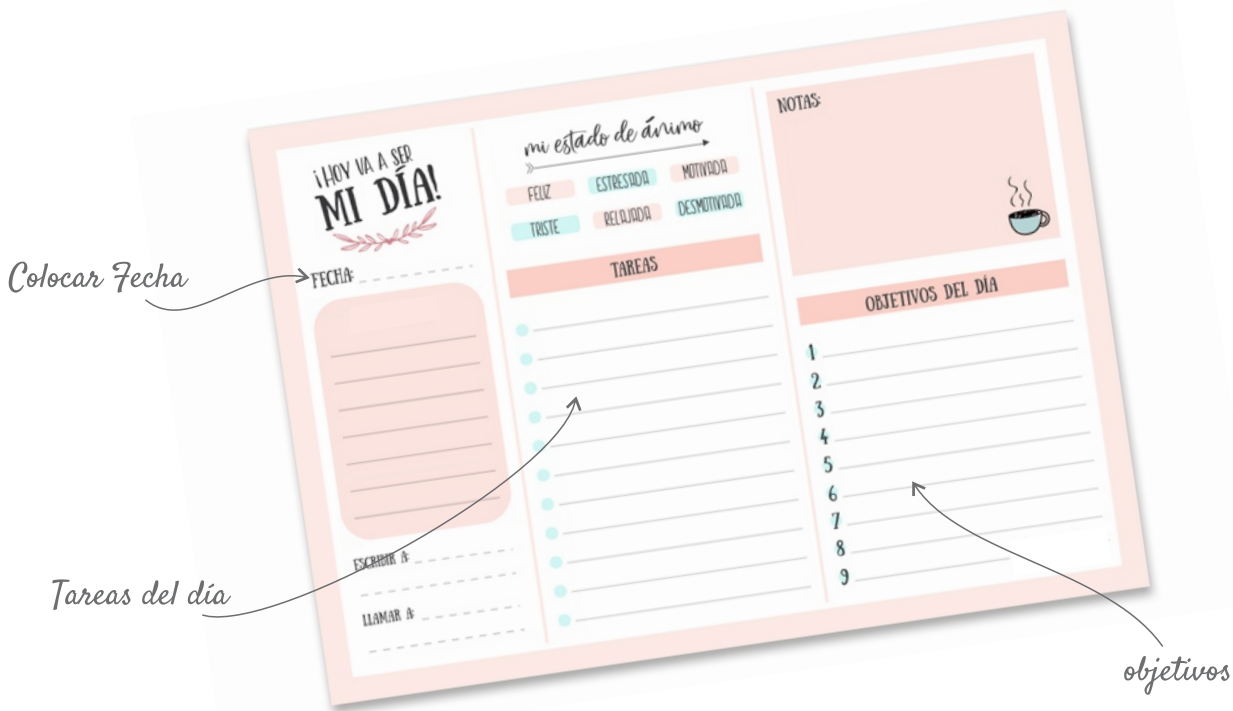 ¡HOY VA A SER
MI DÍA!
FECHA:
ESCRIBIR A:
LLAMAR A:
mi estado de ánimo
FELIZ ESTRESADA MOTIVADA
TRISTE RELAJADA DESMOTIVADA
TAREAS
NOTAS:
OBJETIVOS DEL DÍA
1
2
3
4
5
6
7
8
9
Colocar Fecha
Tareas del día
objetivos